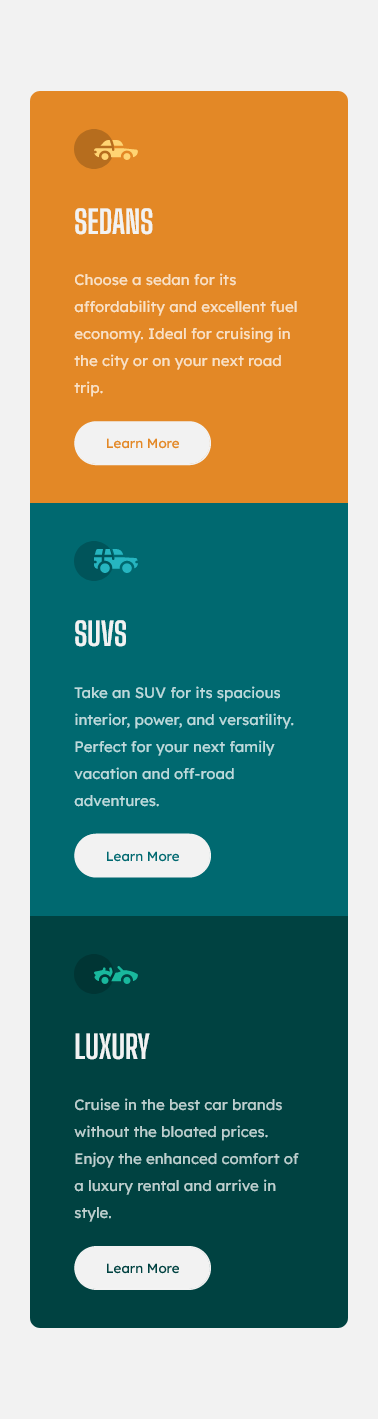 SEDANS
Choose a sedan for its
affordability and excellent fuel
economy. Ideal for cruising in
the city or on your next road
trip.
Learn More
SUVS
Take an SUV for its spacious
interior, power, and versatility.
Perfect for your next family
vacation and off-road
adventures.
Learn More
LUXURY
Cruise in the best car brands
without the bloated prices.
Enjoy the enhanced comfort of
a luxury rental and arrive in
style.
Learn More